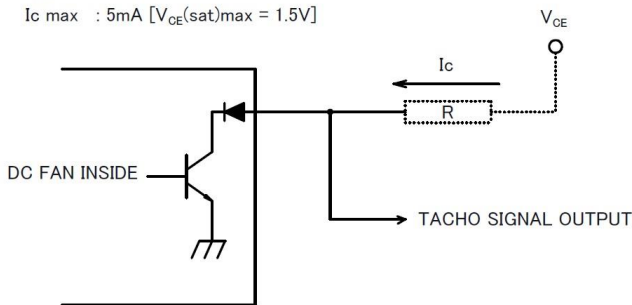 Ic max : 5mA [VCE(sat)max = 1.5V]
VCE
Ic
R
DC FAN INSIDE
TACHO SIGNAL OUTPUT